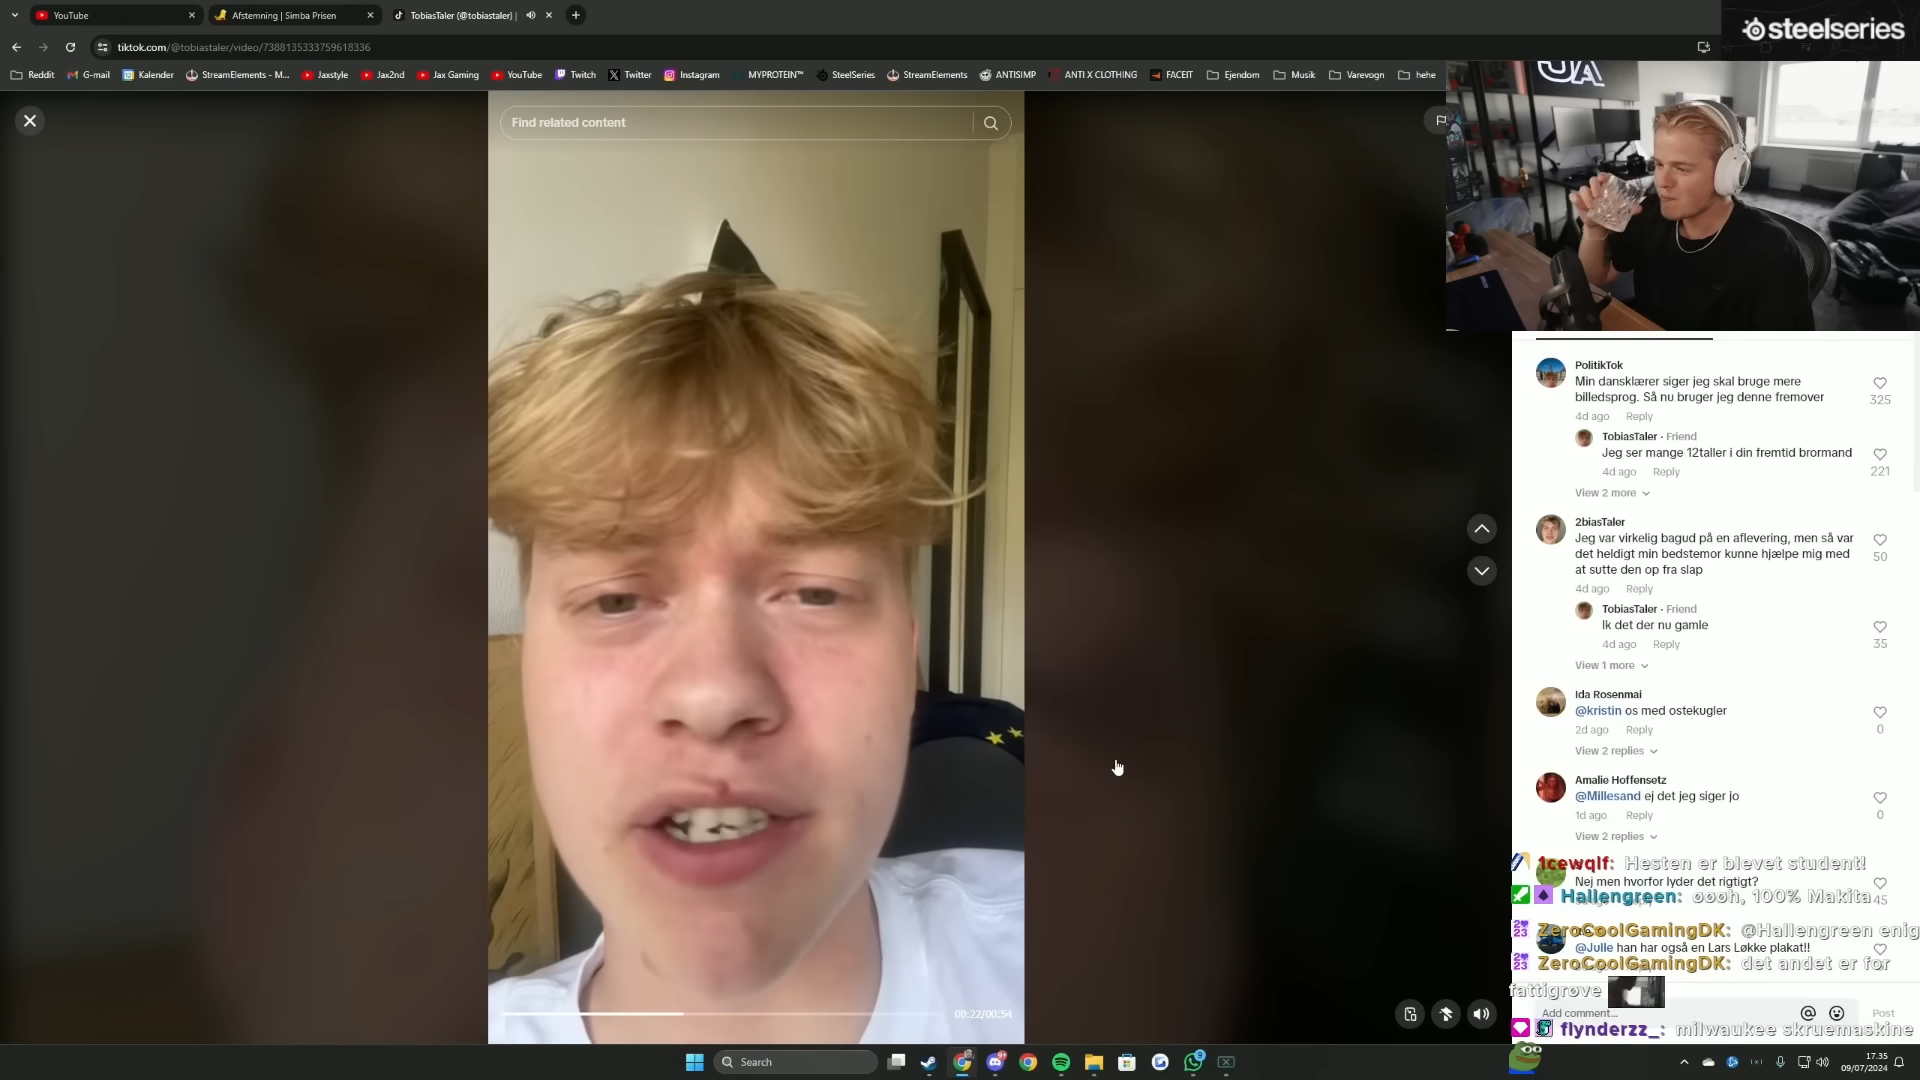 YouTube
Afstemning | Simba Prisen
TobiasTaler (@tobiastaler) |
steelseries
tiktok.com/@tobiastaler/video/7388135333759618336
Reddit
G-mail
Kalender
StreamElements - M...
Jaxstyle
Jax2nd
Jax Gaming
YouTube
Twitch
Twitter
Instagram
MYPROTEIN™
SteelSeries
StreamElements
ANTISIMP
ANTI X CLOTHING
FACEIT
Ejendom
Musik
Varevogn
hehe
Find related content
PolitikTok
Min dansklærer siger jeg skal bruge mere
billedsprog. Så nu bruger jeg denne fremover
325
4d ago Reply
TobiasTaler · Friend
Jeg ser mange 12taller i din fremtid brormand
4d ago Reply
221
View 2 more
2biasTaler
Jeg var virkelig bagud på en aflevering, men så var
det heldigt min bedstemor kunne hjælpe mig med
at sutte den op fra slap
50
4d ago Reply
TobiasTaler · Friend
Ik det der nu gamle
4d ago Reply
35
View 1 more
Ida Rosenmai
@kristin os med ostekugler
2d ago Reply
0
View 2 replies
Amalie Hoffensetz
@Millesand ej det jeg siger jo
1d ago Reply
0
View 2 replies
1cewqlf: Hesten er blevet student!
Nej men hvorfor lyder det rigtigt?
Hallengreen: øøøh, 100% Makita
45
ZeroCoolGamingDK: @Hallengreen enig
@Julle han har også en Lars Løkke plakat!!
ZeroCoolGamingDK: det andet er for
fattigrøve
Add comment...
Post
flynderzz_: milwaukee skruemaskine
00:22/00:54
Search
9
17.35
09/07/2024